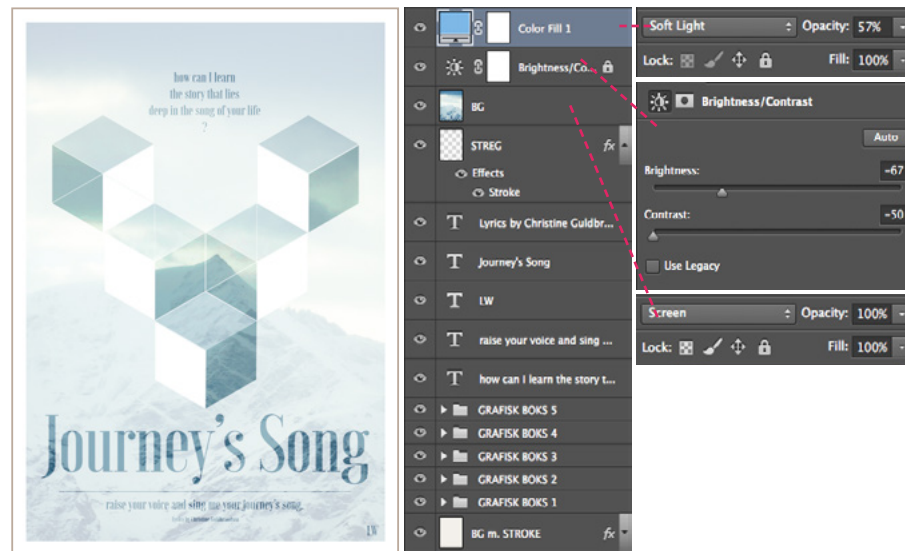 how can I learn
the story that lies
deep in the song of your life
?
Journey's Song
raise your voice and sing me your journey's song.
LW
Color Fill 1
Brightness/Co...
BG
STREG
fx
Effects
Stroke
T Lyrics by Christine Guldbr...
T Journey's Song
T LW
T raise your voice and sing ...
T how can I learn the story t...
GRAFISK BOKS 5
GRAFISK BOKS 4
GRAFISK BOKS 3
GRAFISK BOKS 2
GRAFISK BOKS 1
BG m. STROKE fx
Soft Light Opacity: 57%
Lock: Fill: 100%
Brightness/Contrast
Auto
Brightness: -67
Contrast: -50
Use Legacy
Screen Opacity: 100%
Lock: Fill: 100%